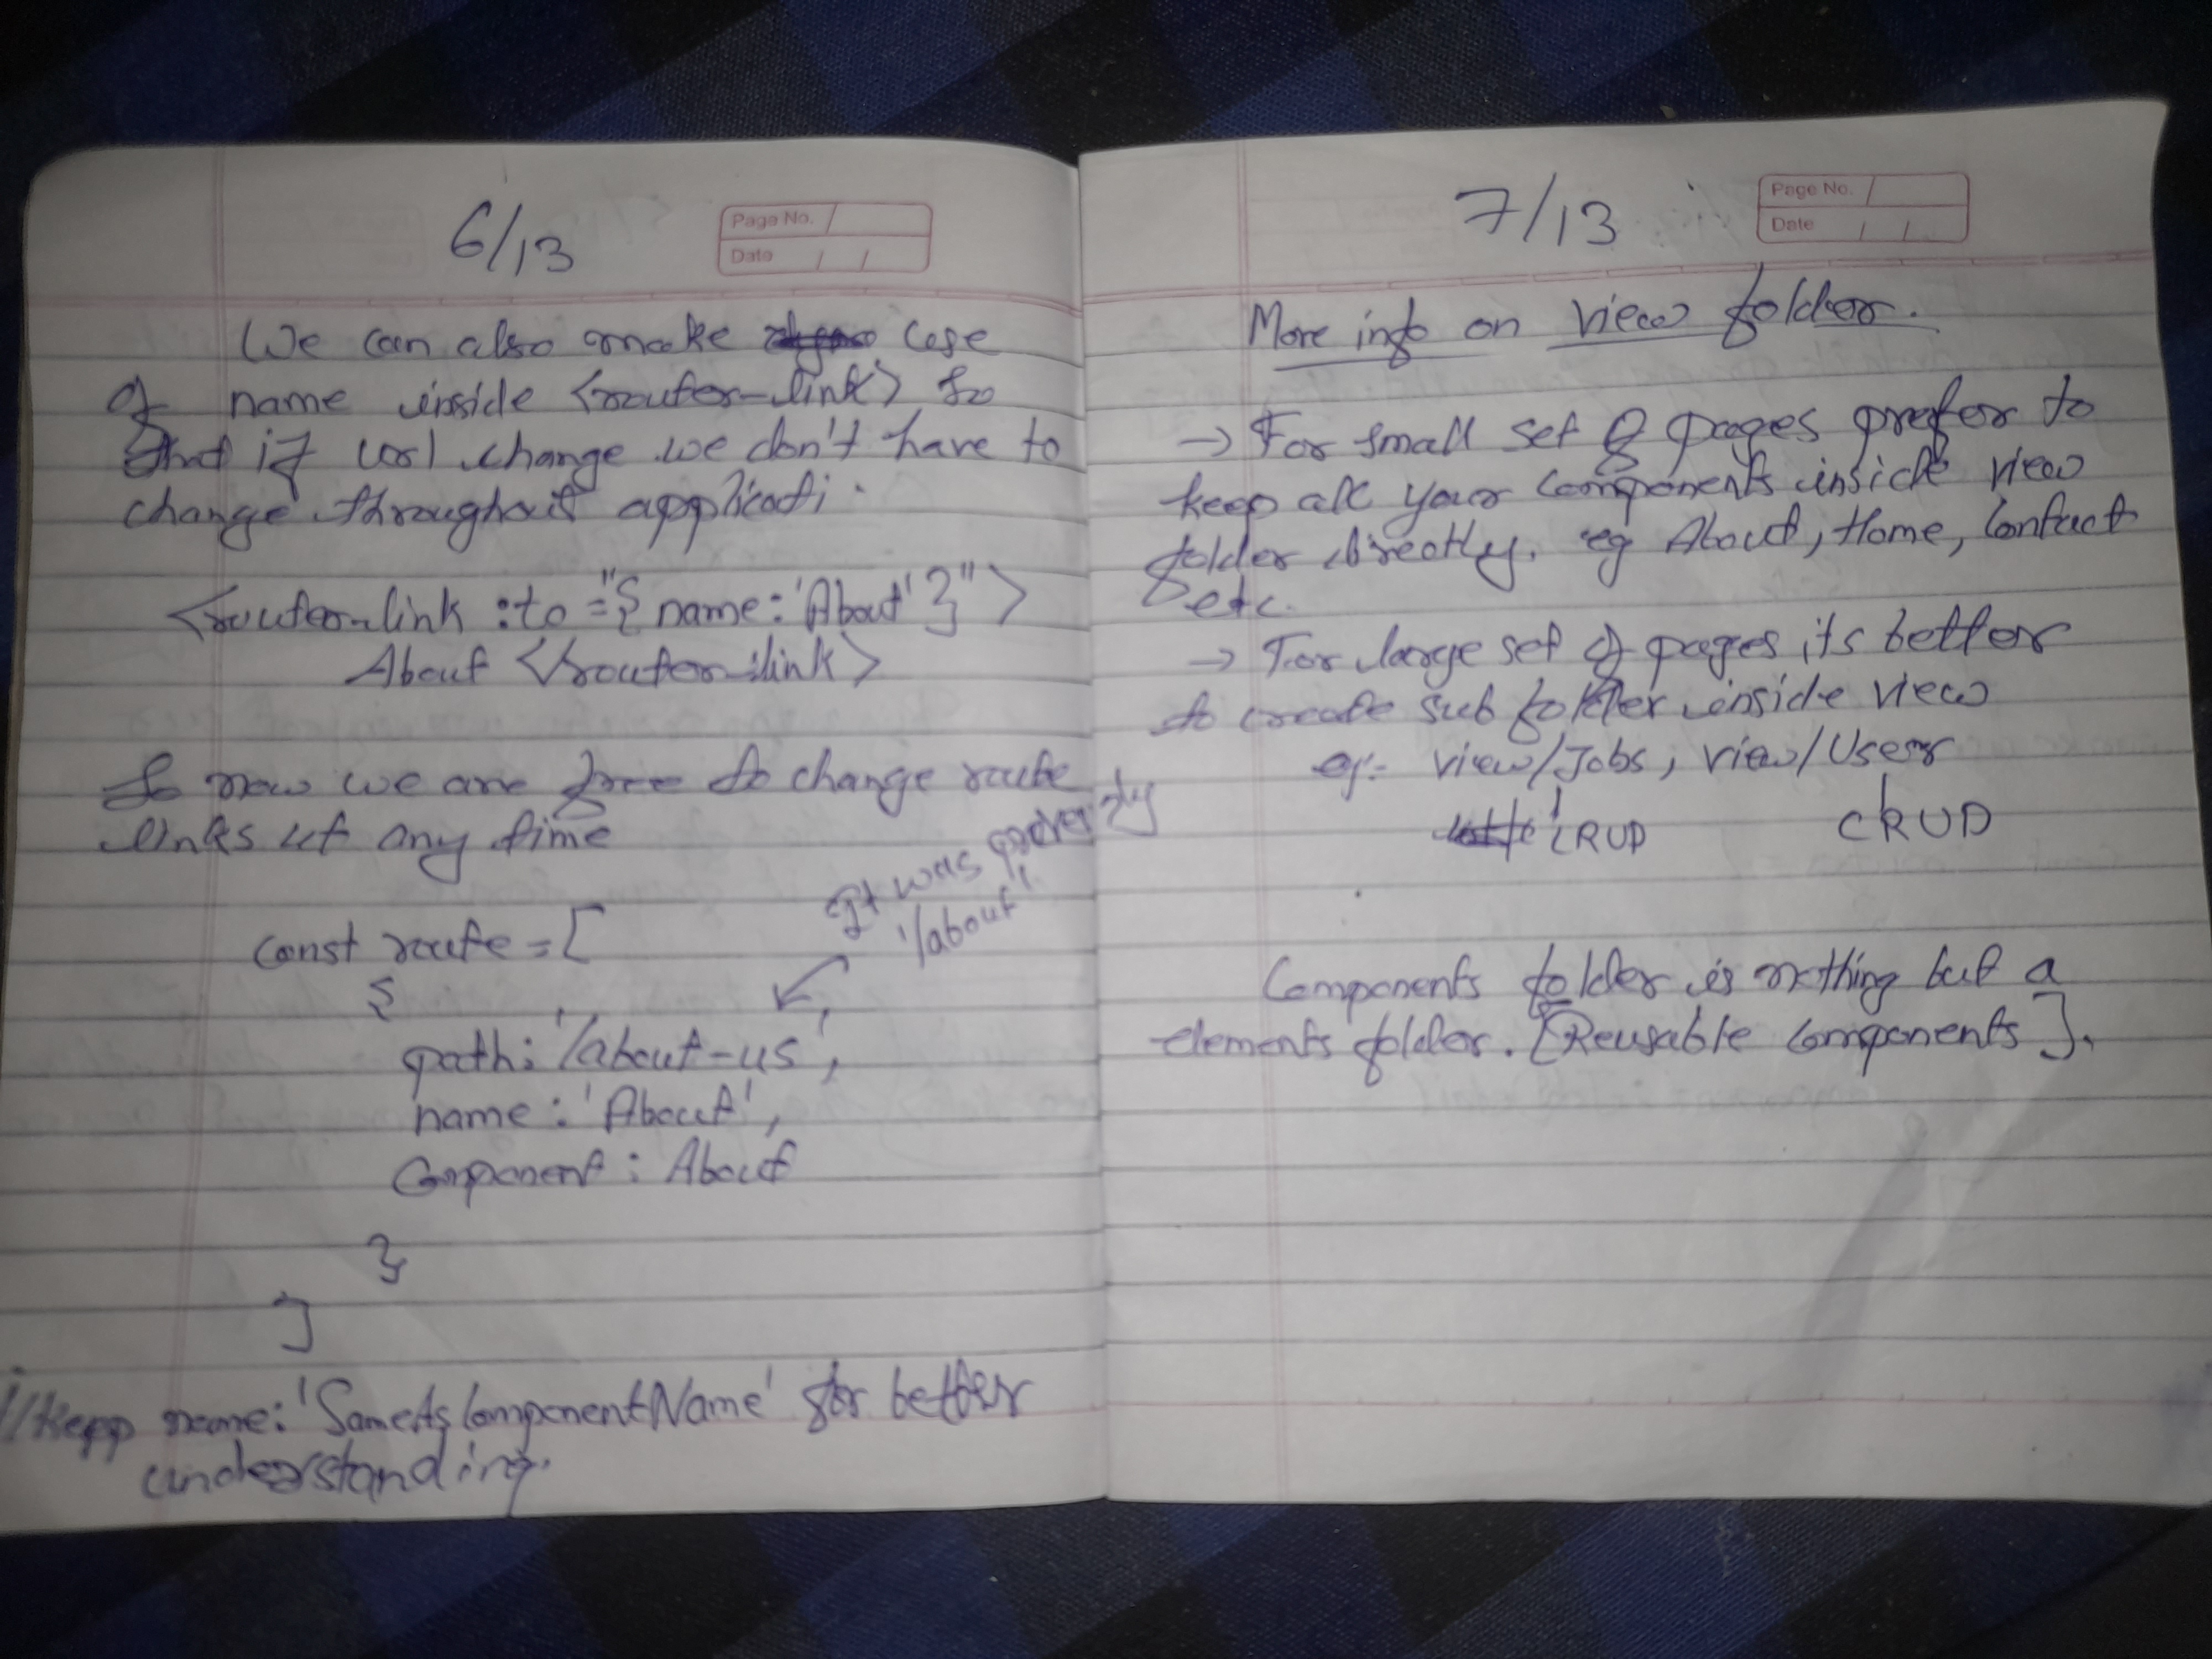 6/13
Page No.
Date / /
We can also make use
of name inside <router-link> so
that if url change we don't have to
change throughout applicati.
<router-link :to="{ name: 'About' }">
About </router-link>
So now we are free to change route
links at any time
It was previously
'/about'
const route = [
{
path: '/about-us',
name: 'About',
Component: About
}
]
//Kepp name: 'SameAsComponentName' for better
understanding.
7/13
Page No.
Date / /
More info on view folder.
→ For small set of pages prefer to
keep all your components inside view
folder directly. eg About, Home, Contact
etc.
→ For large set of pages its better
to create sub folder inside view
eg:- view/Jobs, view/User
CRUD CRUD
Components folder is nothing but a
elements folder. [Reusable Components].